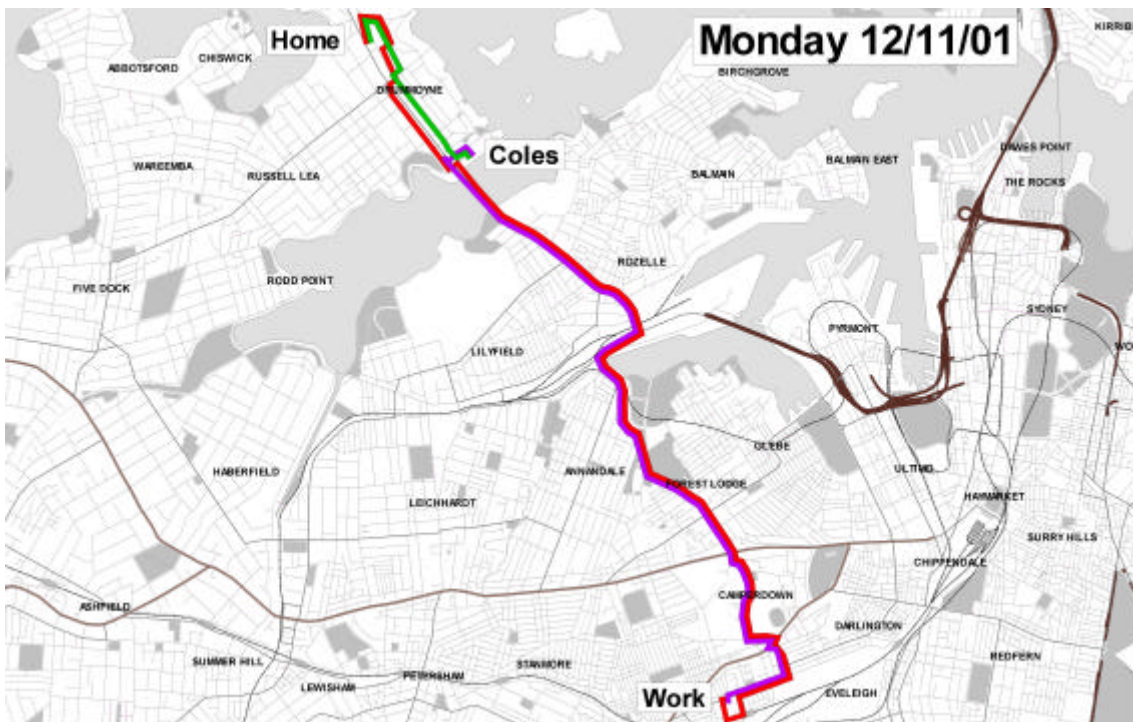 Home
Monday 12/11/01
KIRRIB
ABBOTSFORD
CHISWICK
BIRCHGROVE
DRUMMOYNE
WAREEMBA
RUSSELL LEA
Coles
BALMAIN
BALMAIN EAST
DAWES POINT
THE ROCKS
FIVE DOCK
RODD POINT
ROZELLE
SYDNEY
LILYFIELD
PYRMONT
WO
HABERFIELD
LEICHHARDT
ANNANDALE
GLEBE
FOREST LODGE
ULTIMO
HAYMARKET
SURRY HILLS
CHIPPENDALE
ASHFIELD
CAMPERDOWN
DARLINGTON
SUMMER HILL
LEWISHAM
PETERSHAM
STANMORE
REDFERN
Work
EVELEIGH